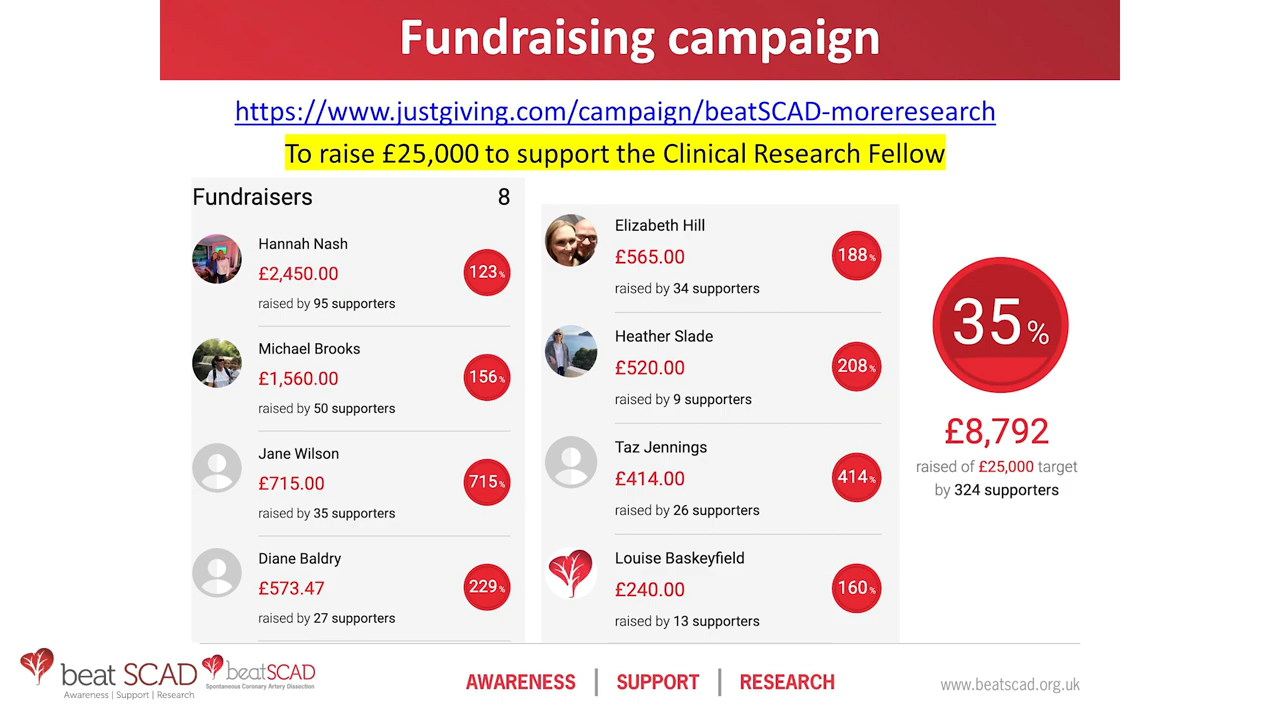 Fundraising campaign
https://www.justgiving.com/campaign/beatSCAD-moreresearch
To raise £25,000 to support the Clinical Research Fellow
Fundraisers 8
Hannah Nash
£2,450.00
123%
raised by 95 supporters
Michael Brooks
£1,560.00
156%
raised by 50 supporters
Jane Wilson
£715.00
715%
raised by 35 supporters
Diane Baldry
£573.47
229%
raised by 27 supporters
Elizabeth Hill
£565.00
188%
raised by 34 supporters
Heather Slade
£520.00
208%
raised by 9 supporters
Taz Jennings
£414.00
414%
raised by 26 supporters
Louise Baskeyfield
£240.00
160%
raised by 13 supporters
35%
£8,792
raised of £25,000 target
by 324 supporters
beat SCAD
Awareness | Support | Research
beatSCAD
Spontaneous Coronary Artery Dissection
AWARENESS | SUPPORT | RESEARCH
www.beatscad.org.uk